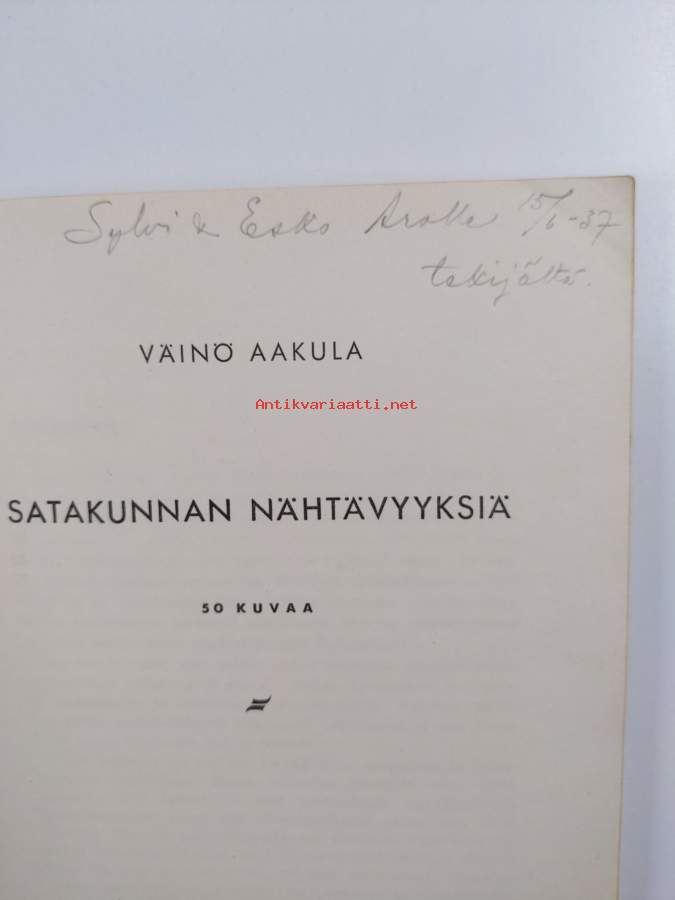 Sylvi & Esko Arolle 15/6-37
tekijältä.
VÄINÖ AAKULA
Antikvariaatti.net
SATAKUNNAN NÄHTÄVYYKSIÄ
50 KUVAA